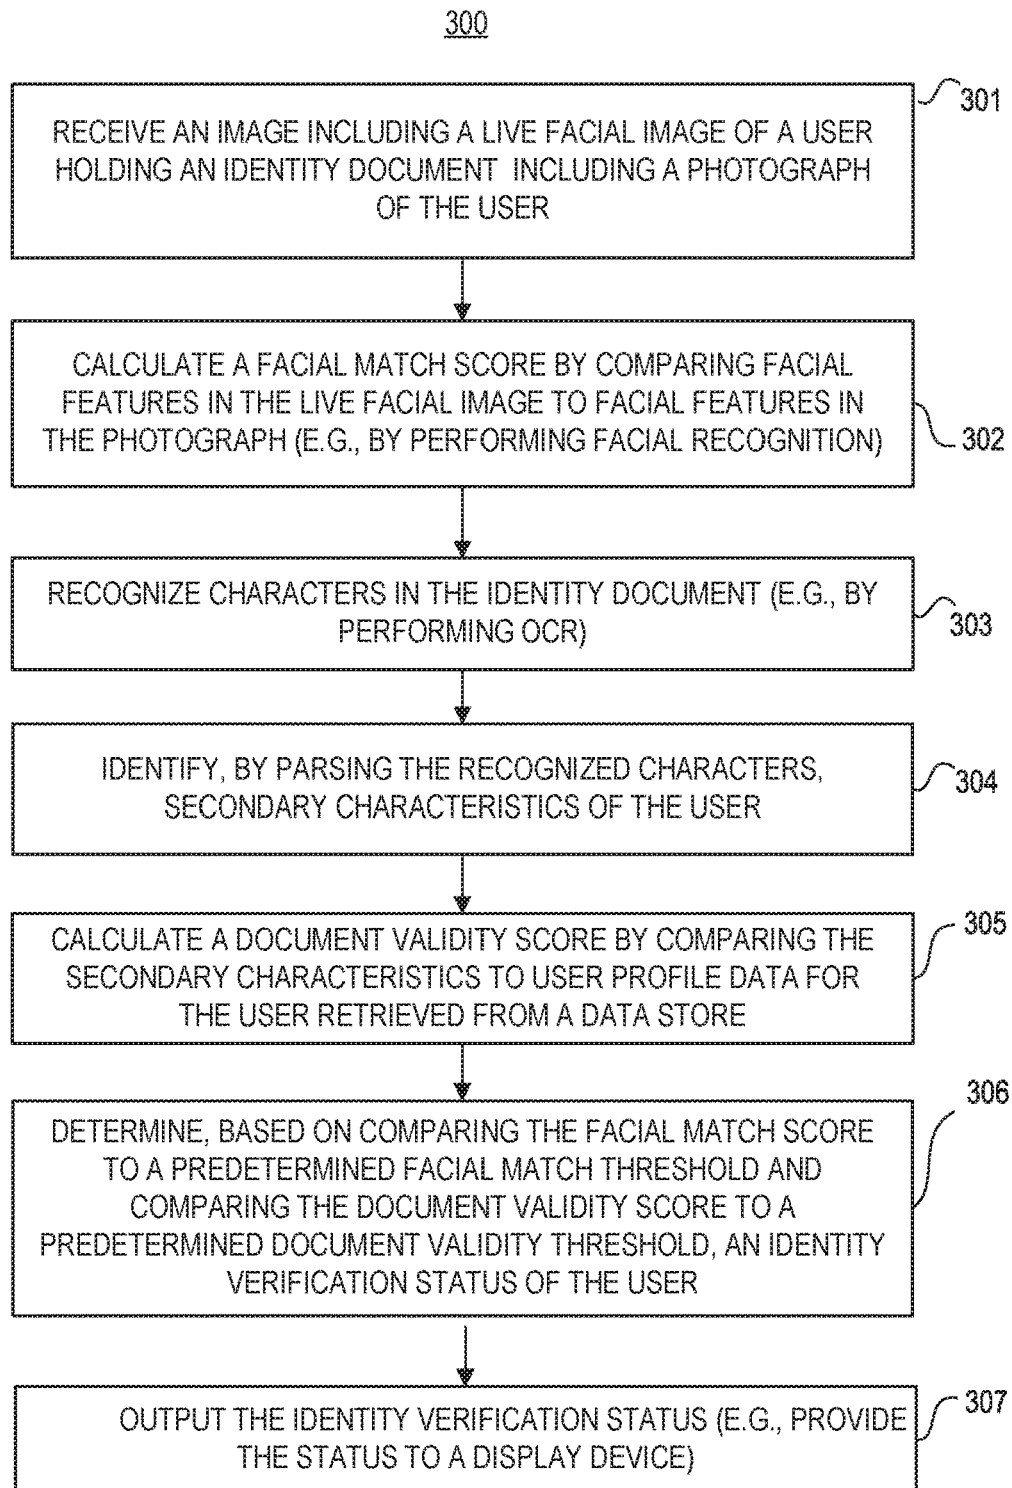 300
301
RECEIVE AN IMAGE INCLUDING A LIVE FACIAL IMAGE OF A USER
HOLDING AN IDENTITY DOCUMENT INCLUDING A PHOTOGRAPH
OF THE USER
CALCULATE A FACIAL MATCH SCORE BY COMPARING FACIAL
FEATURES IN THE LIVE FACIAL IMAGE TO FACIAL FEATURES IN
THE PHOTOGRAPH (E.G., BY PERFORMING FACIAL RECOGNITION)
302
RECOGNIZE CHARACTERS IN THE IDENTITY DOCUMENT (E.G., BY
PERFORMING OCR)
303
IDENTIFY, BY PARSING THE RECOGNIZED CHARACTERS,
SECONDARY CHARACTERISTICS OF THE USER
304
305
CALCULATE A DOCUMENT VALIDITY SCORE BY COMPARING THE
SECONDARY CHARACTERISTICS TO USER PROFILE DATA FOR
THE USER RETRIEVED FROM A DATA STORE
306
DETERMINE, BASED ON COMPARING THE FACIAL MATCH SCORE
TO A PREDETERMINED FACIAL MATCH THRESHOLD AND
COMPARING THE DOCUMENT VALIDITY SCORE TO A
PREDETERMINED DOCUMENT VALIDITY THRESHOLD, AN IDENTITY
VERIFICATION STATUS OF THE USER
307
OUTPUT THE IDENTITY VERIFICATION STATUS (E.G., PROVIDE
THE STATUS TO A DISPLAY DEVICE)